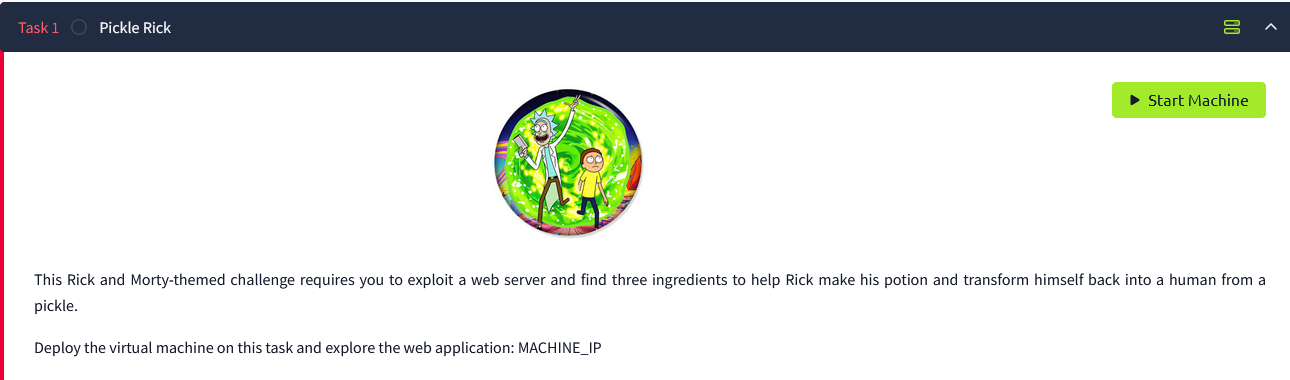 Task 1 Pickle Rick
Start Machine
This Rick and Morty-themed challenge requires you to exploit a web server and find three ingredients to help Rick make his potion and transform himself back into a human from a
pickle.
Deploy the virtual machine on this task and explore the web application: MACHINE_IP